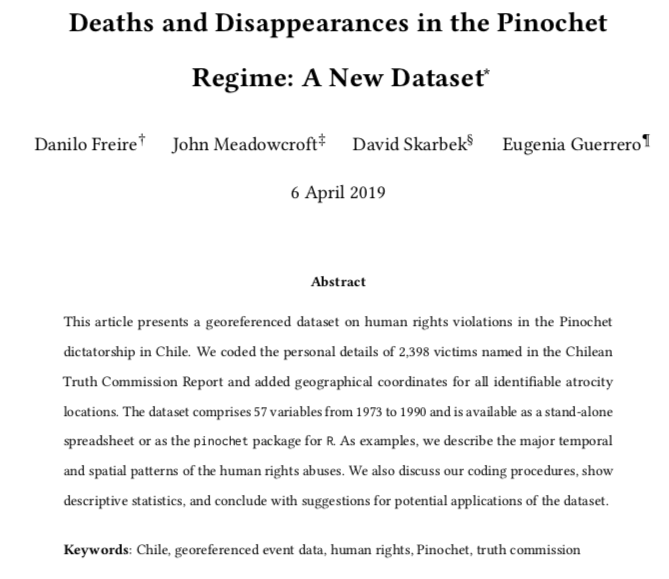 Deaths and Disappearances in the Pinochet
Regime: A New Dataset*
Danilo Freire† John Meadowcroft‡ David Skarbek§ Eugenia Guerrero¶
6 April 2019
Abstract
This article presents a georeferenced dataset on human rights violations in the Pinochet
dictatorship in Chile. We coded the personal details of 2,398 victims named in the Chilean
Truth Commission Report and added geographical coordinates for all identifiable atrocity
locations. The dataset comprises 57 variables from 1973 to 1990 and is available as a stand-alone
spreadsheet or as the pinochet package for R. As examples, we describe the major temporal
and spatial patterns of the human rights abuses. We also discuss our coding procedures, show
descriptive statistics, and conclude with suggestions for potential applications of the dataset.
Keywords: Chile, georeferenced event data, human rights, Pinochet, truth commission